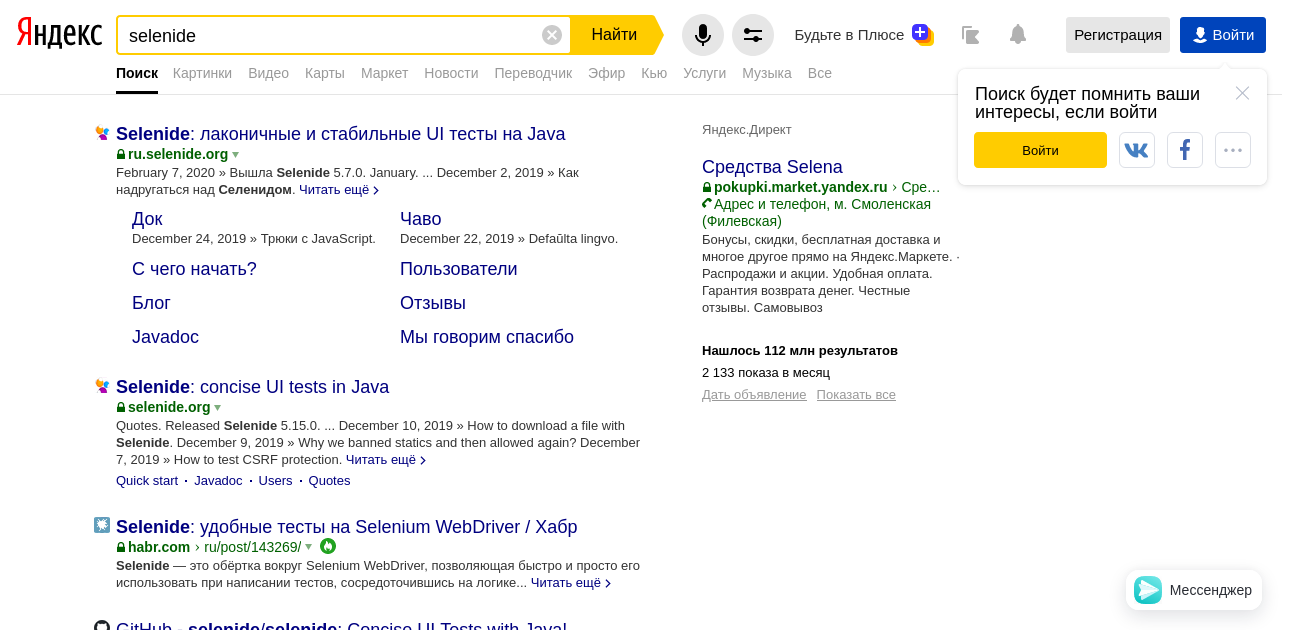 Яндекс
selenide
Найти
Будьте в Плюсе
Регистрация
Войти
Поиск Картинки Видео Карты Маркет Новости Переводчик Эфир Кью Услуги Музыка Все
Поиск будет помнить ваши
интересы, если войти
Войти
Selenide: лаконичные и стабильные UI тесты на Java
ru.selenide.org
February 7, 2020 » Вышла Selenide 5.7.0. January. ... December 2, 2019 » Как
надругаться над Селенидом. Читать ещё
Док
December 24, 2019 » Трюки с JavaScript.
Чаво
December 22, 2019 » Defaūlta lingvo.
С чего начать?
Пользователи
Блог
Отзывы
Javadoc
Мы говорим спасибо
Selenide: concise UI tests in Java
selenide.org
Quotes. Released Selenide 5.15.0. ... December 10, 2019 » How to download a file with
Selenide. December 9, 2019 » Why we banned statics and then allowed again? December
7, 2019 » How to test CSRF protection. Читать ещё
Quick start · Javadoc · Users · Quotes
Selenide: удобные тесты на Selenium WebDriver / Хабр
habr.com › ru/post/143269/
Selenide — это обёртка вокруг Selenium WebDriver, позволяющая быстро и просто его
использовать при написании тестов, сосредоточившись на логике... Читать ещё
GitHub - selenide/selenide: Concise UI Tests with Java!
Яндекс.Директ
Средства Selena
pokupki.market.yandex.ru › Сре…
Адрес и телефон, м. Смоленская
(Филевская)
Бонусы, скидки, бесплатная доставка и
многое другое прямо на Яндекс.Маркете. ·
Распродажи и акции. Удобная оплата.
Гарантия возврата денег. Честные
отзывы. Самовывоз
Нашлось 112 млн результатов
2 133 показа в месяц
Дать объявление Показать все
Мессенджер